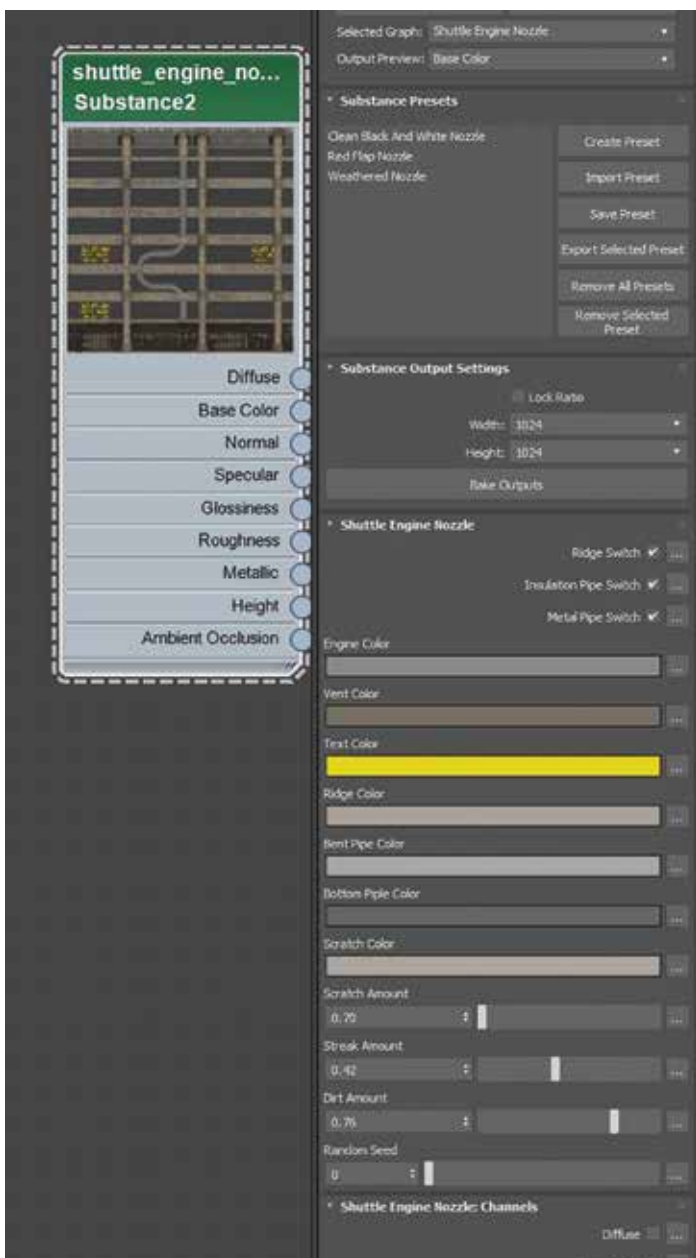 shuttle_engine_no...
Substance2
Diffuse
Base Color
Normal
Specular
Glossiness
Roughness
Metallic
Height
Ambient Occlusion
Selected Graph: Shuttle Engine Nozzle
Output Preview: Base Color
Substance Presets
Clean Black And White Nozzle
Red Flap Nozzle
Weathered Nozzle
Create Preset
Import Preset
Save Preset
Export Selected Preset
Remove All Presets
Remove Selected
Preset
Substance Output Settings
Lock Ratio
Width: 1024
Height: 1024
Bake Outputs
Shuttle Engine Nozzle
Ridge Switch
Insulation Pipe Switch
Metal Pipe Switch
Engine Color
Vent Color
Text Color
Ridge Color
Bent Pipe Color
Bottom Piple Color
Scratch Color
Scratch Amount
0.70
Streak Amount
0.42
Dirt Amount
0.76
Random Seed
0
Shuttle Engine Nozzle: Channels
Diffuse